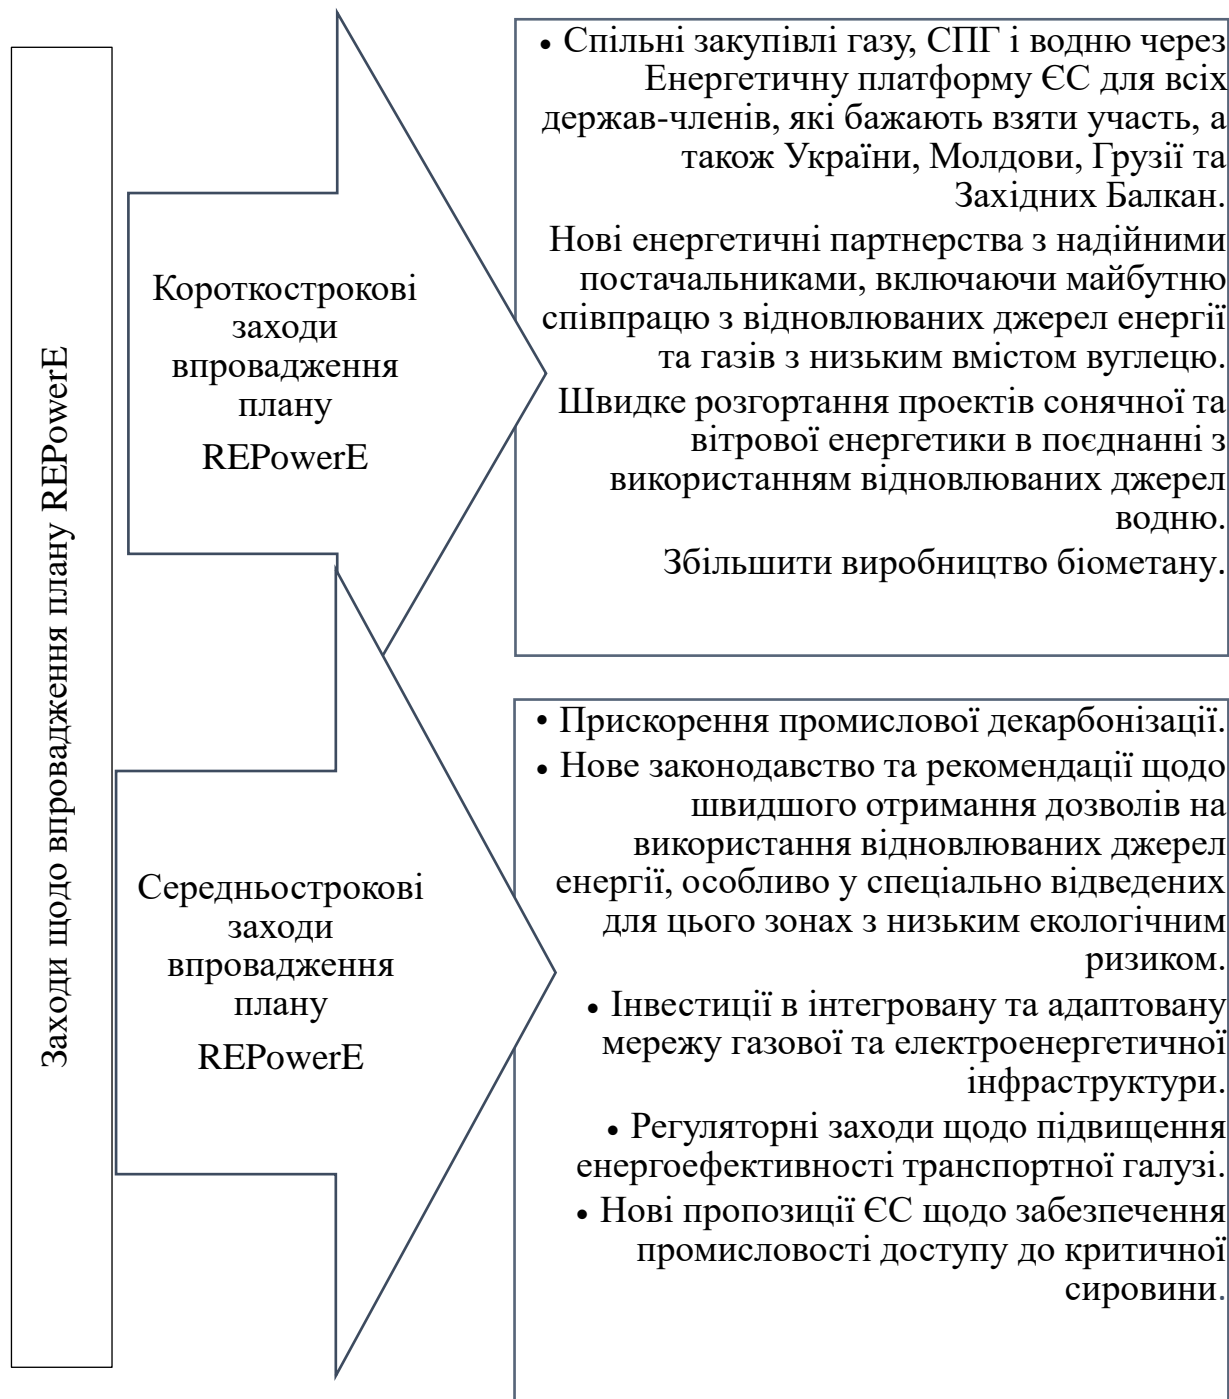 Заходи щодо впровадження плану REPowerE
Короткострокові
заходи
впровадження
плану
REPowerE
• Спільні закупівлі газу, СПГ і водню через
Енергетичну платформу ЄС для всіх
держав-членів, які бажають взяти участь, а
також України, Молдови, Грузії та
Західних Балкан.
Нові енергетичні партнерства з надійними
постачальниками, включаючи майбутню
співпрацю з відновлюваних джерел енергії
та газів з низьким вмістом вуглецю.
Швидке розгортання проектів сонячної та
вітрової енергетики в поєднанні з
використанням відновлюваних джерел
водню.
Збільшити виробництво біометану.
Середньострокові
заходи
впровадження
плану
REPowerE
• Прискорення промислової декарбонізації.
• Нове законодавство та рекомендації щодо
швидшого отримання дозволів на
використання відновлюваних джерел
енергії, особливо у спеціально відведених
для цього зонах з низьким екологічним
ризиком.
• Інвестиції в інтегровану та адаптовану
мережу газової та електроенергетичної
інфраструктури.
• Регуляторні заходи щодо підвищення
енергоефективності транспортної галузі.
• Нові пропозиції ЄС щодо забезпечення
промисловості доступу до критичної
сировини.